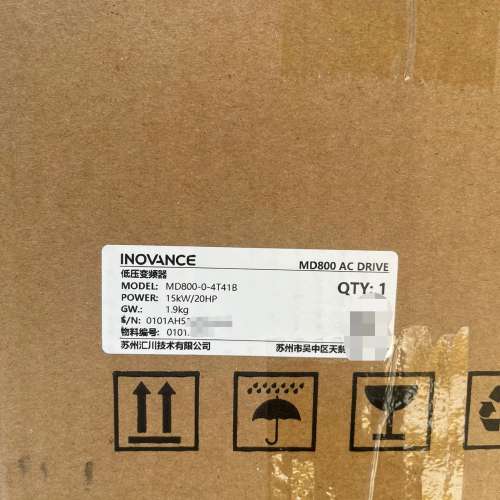 INOVANCE
MD800 AC DRIVE
低压变频器
MODEL: MD800-0-4T41B
QTY: 1
POWER: 15kW/20HP
GW.: 1.9kg
S/N: 0101AH5
物料编号: 0101
苏州汇川技术有限公司
苏州市吴中区天鹅